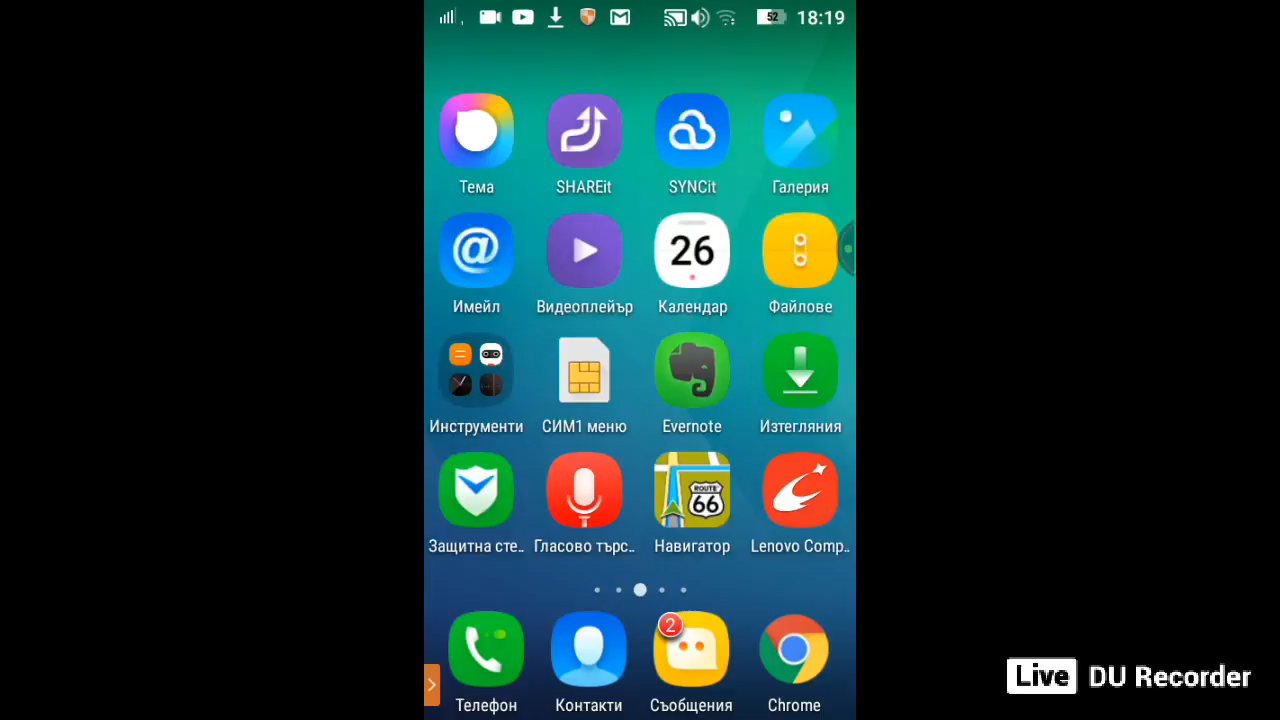 52 18:19
Тема SHAREit SYNCit Галерия
26
Имейл Видеоплейър Календар Файлове
Инструменти СИМ1 меню Evernote Изтегляния
ROUTE
66
Защитна сте.. Гласово търс.. Навигатор Lenovo Comp..
2
Телефон Контакти Съобщения Chrome
Live DU Recorder